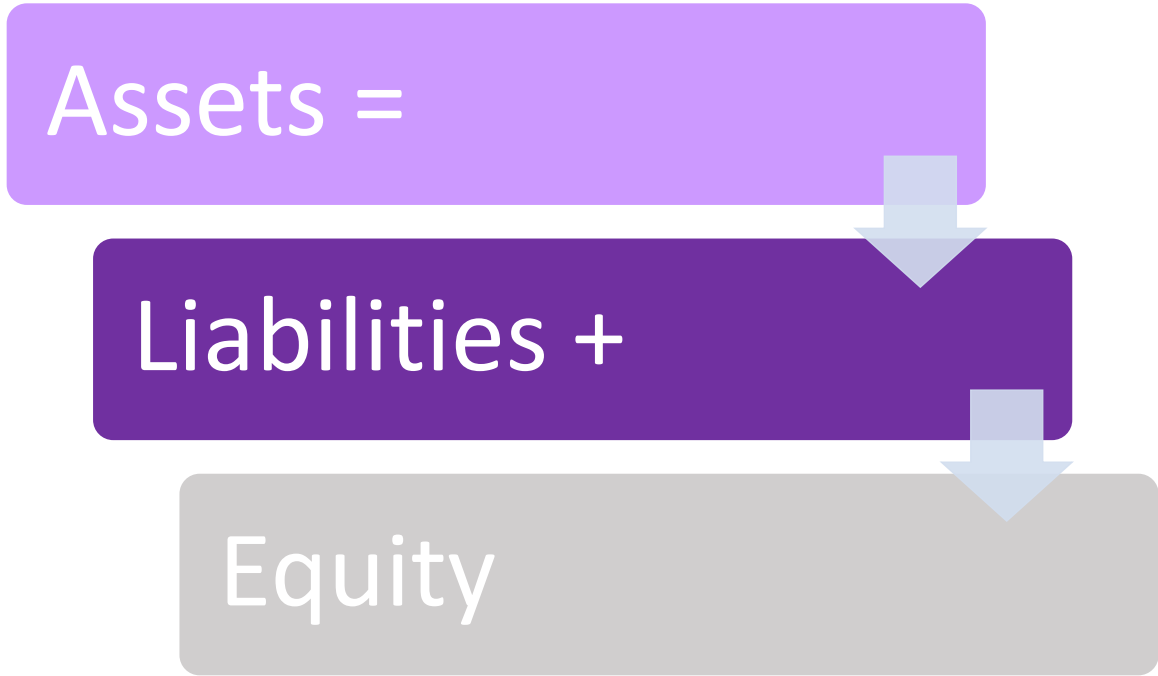 Assets =
Liabilities +
Equity